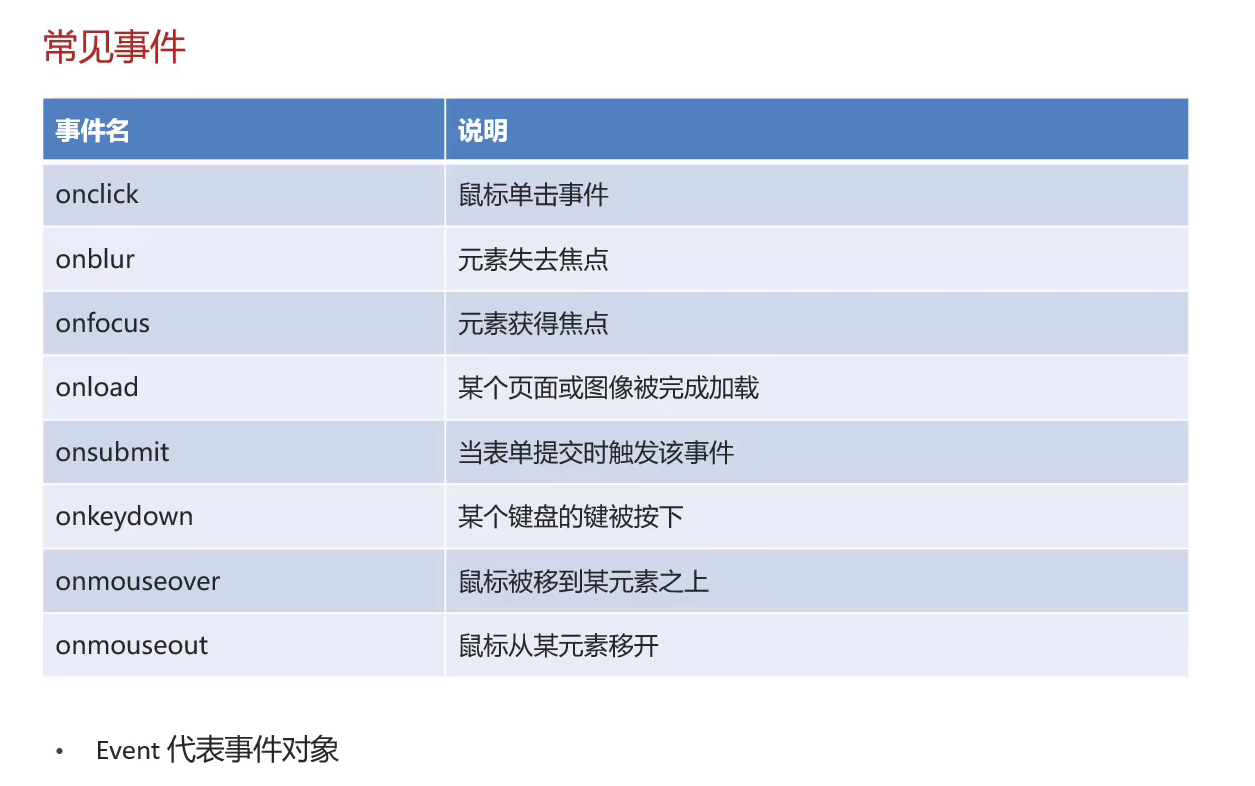 常见事件
事件名 说明
onclick 鼠标单击事件
onblur 元素失去焦点
onfocus 元素获得焦点
onload 某个页面或图像被完成加载
onsubmit 当表单提交时触发该事件
onkeydown 某个键盘的键被按下
onmouseover 鼠标被移到某元素之上
onmouseout 鼠标从某元素移开
• Event 代表事件对象